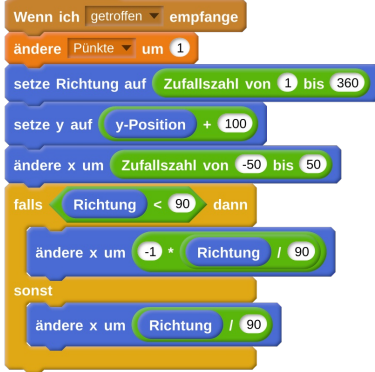 Wenn ich getroffen empfange
ändere Pünkte um 1
setze Richtung auf Zufallszahl von 1 bis 360
setze y auf y-Position + 100
ändere x um Zufallszahl von -50 bis 50
falls Richtung < 90 dann
ändere x um -1 * Richtung / 90
sonst
ändere x um Richtung / 90